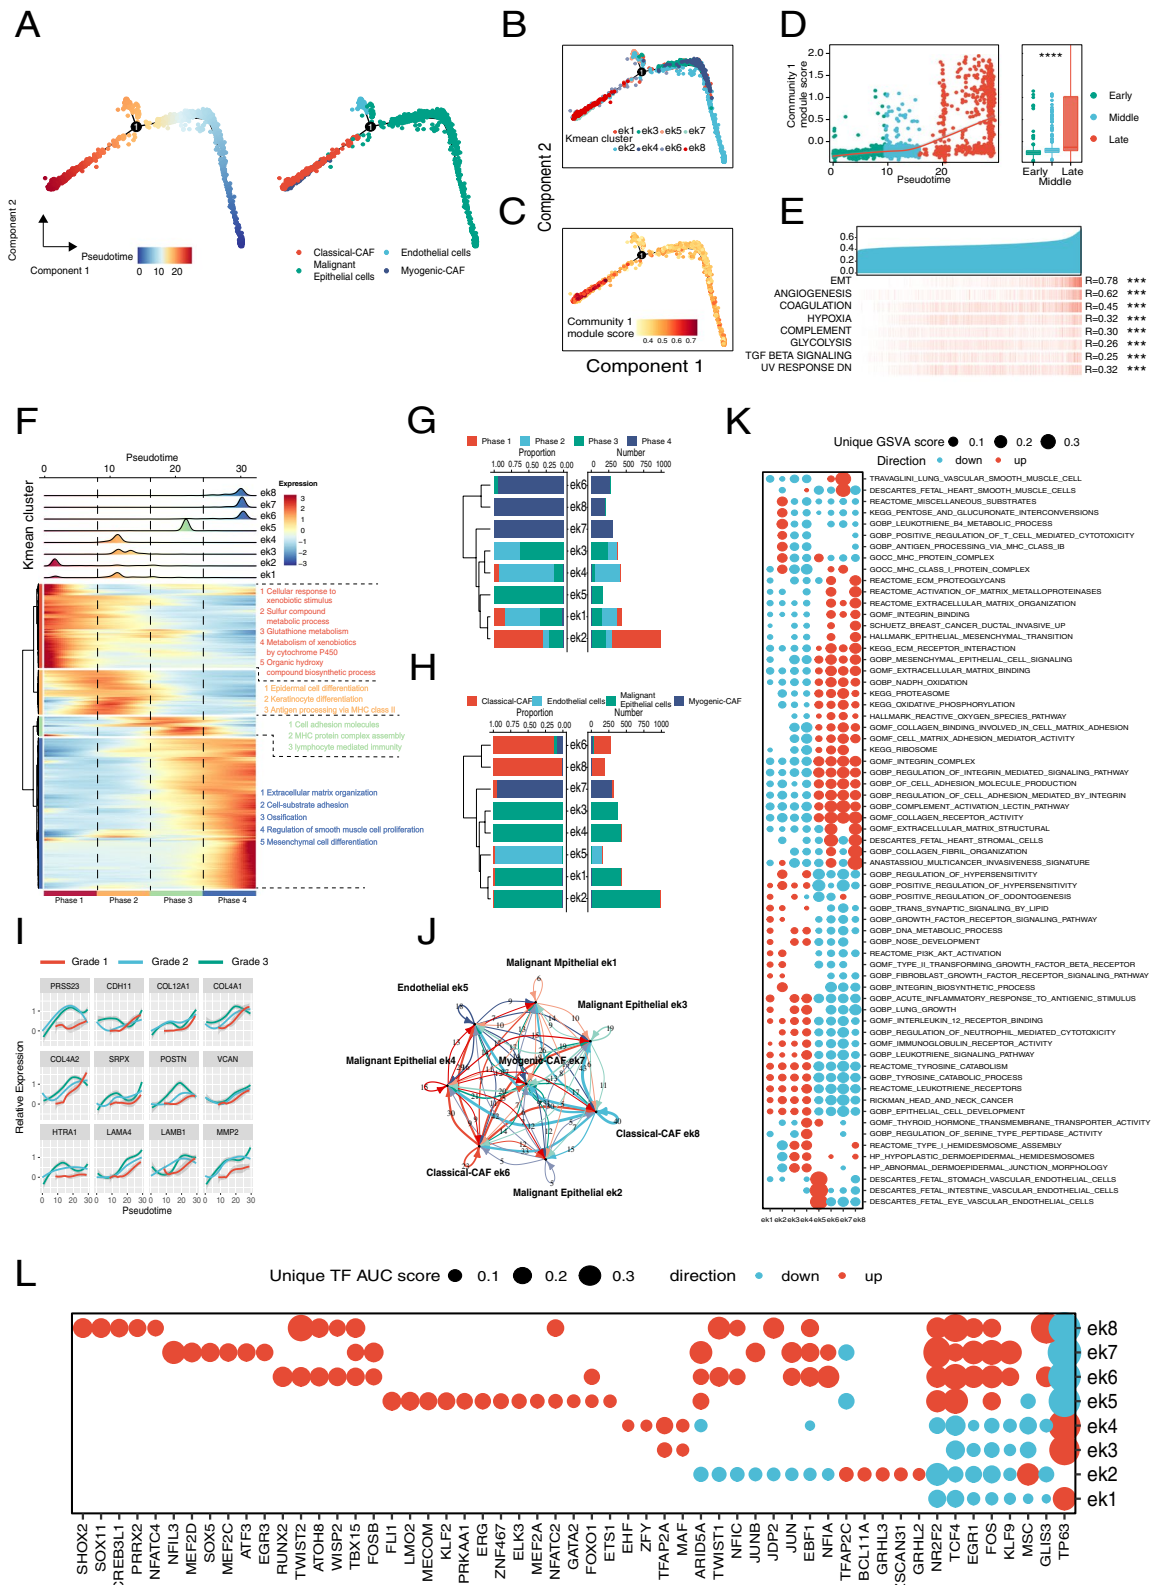 A
Component 2
Component 1
Pseudotime
0 10 20
Classical-CAF
Endothelial cells
Malignant
Epithelial cells
Myogenic-CAF
B
1
Kmean cluster
ek1 ek3 ek5 ek7
ek2 ek4 ek6 ek8
Component 2
C
1
Community 1
module score
0.4 0.5 0.6 0.7
Component 1
D
Community 1
module score
2.0
1.5
1.0
0.5
0.0
0 10 20
Pseudotime
****
Early Late
Middle
Early
Middle
Late
E
0.6
0.4
0.2
0.0
EMT R=0.78 ***
ANGIOGENESIS R=0.62 ***
COAGULATION R=0.45 ***
HYPOXIA R=0.32 ***
COMPLEMENT R=0.30 ***
GLYCOLYSIS R=0.26 ***
TGF BETA SIGNALING R=0.25 ***
UV RESPONSE DN R=0.32 ***
F
Pseudotime
0 10 20 30
Kmean cluster
ek8
ek7
ek6
ek5
ek4
ek3
ek2
ek1
Expression
3
2
1
0
−1
−2
−3
1 Cellular response to
xenobiotic stimulus
2 Sulfur compound
metabolic process
3 Glutathione metabolism
4 Metabolism of xenobiotics
by cytochrome P450
5 Organic hydroxy
compound biosynthetic process
1 Epidermal cell differentiation
2 Keratinocyte differentiation
3 Antigen processing via MHC class II
1 Cell adhesion molecules
2 MHC protein complex assembly
3 lymphocyte mediated immunity
1 Extracellular matrix organization
2 Cell-substrate adhesion
3 Ossification
4 Regulation of smooth muscle cell proliferation
5 Mesenchymal cell differentiation
Phase 1 Phase 2 Phase 3 Phase 4
G
Phase 1 Phase 2 Phase 3 Phase 4
Proportion Number
1.00 0.75 0.50 0.25 0.00 0 250 500 1000
ek6
ek8
ek7
ek3
ek4
ek5
ek1
ek2
H
Classical-CAF Endothelial cells Malignant Epithelial cells Myogenic-CAF
Proportion Number
1.00 0.75 0.50 0.25 0.00 0 250 500 1000
ek6
ek8
ek7
ek3
ek4
ek5
ek1
ek2
I
Grade 1 Grade 2 Grade 3
PRSS23 CDH11 COL12A1 COL4A1
COL4A2 SRPX POSTN VCAN
HTRA1 LAMA4 LAMB1 MMP2
Relative Expression
0 10 20 30 0 10 20 30 0 10 20 30 0 10 20 30
Pseudotime
J
Malignant Mpithelial ek1
Endothelial ek5
Malignant Epithelial ek3
Malignant Epithelial ek4
Myogenic-CAF ek7
Classical-CAF ek8
Classical-CAF ek6
Malignant Epithelial ek2
K
Unique GSVA score 0.1 0.2 0.3
Direction down up
TRAVAGLINI_LUNG_VASCULAR_SMOOTH_MUSCLE_CELL
DESCARTES_FETAL_HEART_SMOOTH_MUSCLE_CELLS
REACTOME_MISCELLANEOUS_SUBSTRATES
KEGG_PENTOSE_AND_GLUCURONATE_INTERCONVERSIONS
GOBP_LEUKOTRIENE_B4_METABOLIC_PROCESS
GOBP_POSITIVE_REGULATION_OF_T_CELL_MEDIATED_CYTOTOXICITY
GOBP_ANTIGEN_PROCESSING_VIA_MHC_CLASS_IB
GOCC_MHC_PROTEIN_COMPLEX
GOCC_MHC_CLASS_I_PROTEIN_COMPLEX
REACTOME_ECM_PROTEOGLYCANS
REACTOME_ACTIVATION_OF_MATRIX_METALLOPROTEINASES
REACTOME_EXTRACELLULAR_MATRIX_ORGANIZATION
GOMF_INTEGRIN_BINDING
SCHUETZ_BREAST_CANCER_DUCTAL_INVASIVE_UP
HALLMARK_EPITHELIAL_MESENCHYMAL_TRANSITION
KEGG_ECM_RECEPTOR_INTERACTION
GOBP_MESENCHYMAL_EPITHELIAL_CELL_SIGNALING
GOMF_EXTRACELLULAR_MATRIX_BINDING
GOBP_NADPH_OXIDATION
KEGG_PROTEASOME
KEGG_OXIDATIVE_PHOSPHORYLATION
HALLMARK_REACTIVE_OXYGEN_SPECIES_PATHWAY
GOMF_COLLAGEN_BINDING_INVOLVED_IN_CELL_MATRIX_ADHESION
GOMF_CELL_MATRIX_ADHESION_MEDIATOR_ACTIVITY
KEGG_RIBOSOME
GOMF_INTEGRIN_COMPLEX
GOBP_REGULATION_OF_INTEGRIN_MEDIATED_SIGNALING_PATHWAY
GOBP_OF_CELL_ADHESION_MOLECULE_PRODUCTION
GOBP_REGULATION_OF_CELL_ADHESION_MEDIATED_BY_INTEGRIN
GOBP_COMPLEMENT_ACTIVATION_LECTIN_PATHWAY
GOMF_COLLAGEN_RECEPTOR_ACTIVITY
GOMF_EXTRACELLULAR_MATRIX_STRUCTURAL
DESCARTES_FETAL_HEART_STROMAL_CELLS
GOBP_COLLAGEN_FIBRIL_ORGANIZATION
ANASTASSIOU_MULTICANCER_INVASIVENESS_SIGNATURE
GOBP_REGULATION_OF_HYPERSENSITIVITY
GOBP_POSITIVE_REGULATION_OF_HYPERSENSITIVITY
GOBP_POSITIVE_REGULATION_OF_ODONTOGENESIS
GOBP_TRANS_SYNAPTIC_SIGNALING_BY_LIPID
GOBP_GROWTH_FACTOR_RECEPTOR_SIGNALING_PATHWAY
GOBP_DNA_METABOLIC_PROCESS
GOBP_NOSE_DEVELOPMENT
REACTOME_PI3K_AKT_ACTIVATION
GOMF_TYPE_II_TRANSFORMING_GROWTH_FACTOR_BETA_RECEPTOR
GOBP_FIBROBLAST_GROWTH_FACTOR_RECEPTOR_SIGNALING_PATHWAY
GOBP_INTEGRIN_BIOSYNTHETIC_PROCESS
GOBP_ACUTE_INFLAMMATORY_RESPONSE_TO_ANTIGENIC_STIMULUS
GOBP_LUNG_GROWTH
GOMF_INTERLEUKIN_12_RECEPTOR_BINDING
GOBP_REGULATION_OF_NEUTROPHIL_MEDIATED_CYTOTOXICITY
GOMF_IMMUNOGLOBULIN_RECEPTOR_ACTIVITY
GOBP_LEUKOTRIENE_SIGNALING_PATHWAY
REACTOME_TYROSINE_CATABOLISM
GOBP_TYROSINE_CATABOLIC_PROCESS
REACTOME_LEUKOTRIENE_RECEPTORS
RICKMAN_HEAD_AND_NECK_CANCER
GOBP_EPITHELIAL_CELL_DEVELOPMENT
GOMF_THYROID_HORMONE_TRANSMEMBRANE_TRANSPORTER_ACTIVITY
GOBP_REGULATION_OF_SERINE_TYPE_PEPTIDASE_ACTIVITY
REACTOME_TYPE_I_HEMIDESMOSOME_ASSEMBLY
HP_HYPOPLASTIC_DERMOEPIDERMAL_HEMIDESMOSOMES
HP_ABNORMAL_DERMOEPIDERMAL_JUNCTION_MORPHOLOGY
DESCARTES_FETAL_STOMACH_VASCULAR_ENDOTHELIAL_CELLS
DESCARTES_FETAL_INTESTINE_VASCULAR_ENDOTHELIAL_CELLS
DESCARTES_FETAL_EYE_VASCULAR_ENDOTHELIAL_CELLS
ek1 ek2 ek3 ek4 ek5 ek6 ek7 ek8
L
Unique TF AUC score 0.1 0.2 0.3 direction down up
ek8
ek7
ek6
ek5
ek4
ek3
ek2
ek1
SHOX2 SOX11 CREB3L1 PRRX2 NFATC4 NFIL3 MEF2D SOX5 MEF2C ATF3 EGR3 RUNX2 TWIST2 ATOH8 WISP2 TBX15 FOSB FLI1 LMO2 MECOM KLF2 PRKAA1 ERG ZNF467 ELK3 MEF2A NFATC2 GATA2 FOXO1 ETS1 EHF ZFY TFAP2A MAF ARID5A TWIST1 NFIC JUNB JDP2 JUN EBF1 NFIA TFAP2C BCL11A GRHL3 ZSCAN31 GRHL2 NR2F2 TCF4 EGR1 FOS KLF9 MSC GLIS3 TP63